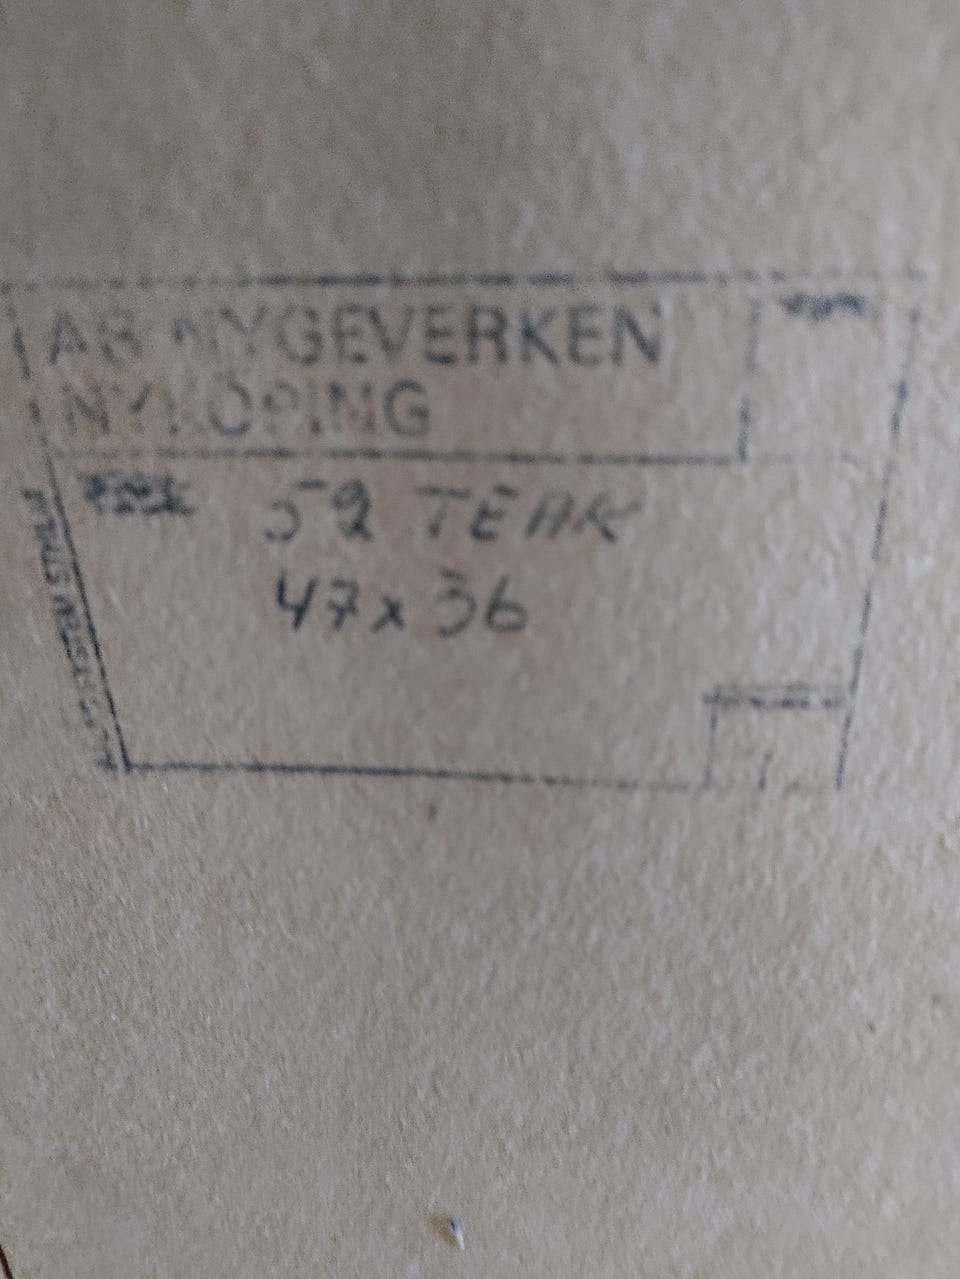 AB NYGEVERKEN
NYKÖPING
52 TEAK
47x36